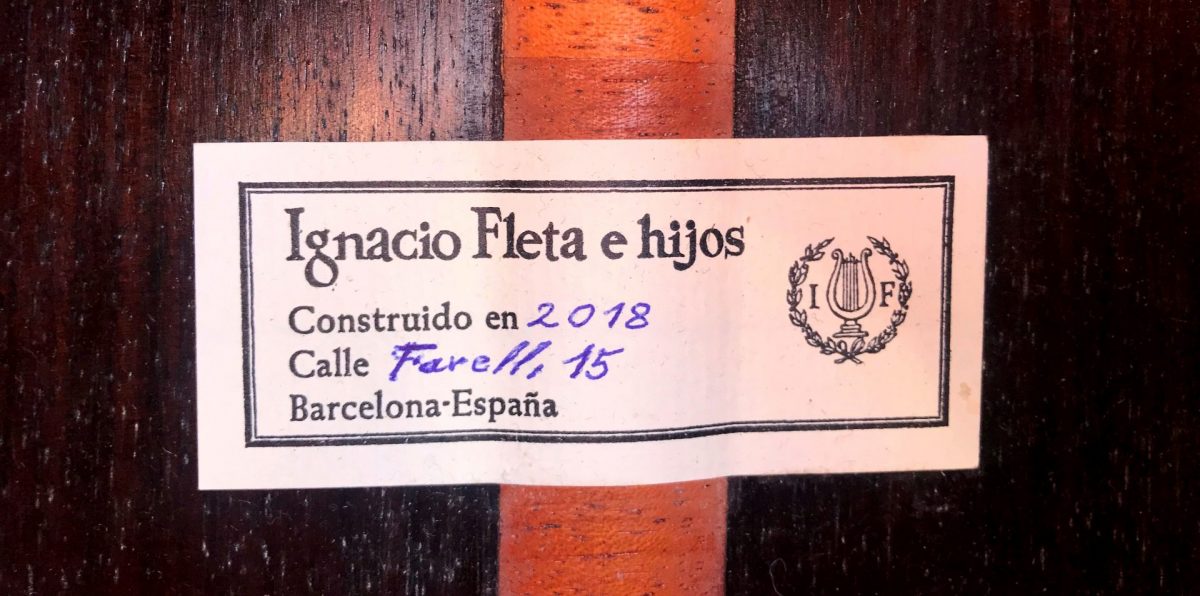 Ignacio Fleta e hijos
Construido en 2018
Calle Farell, 15
Barcelona-España
I F